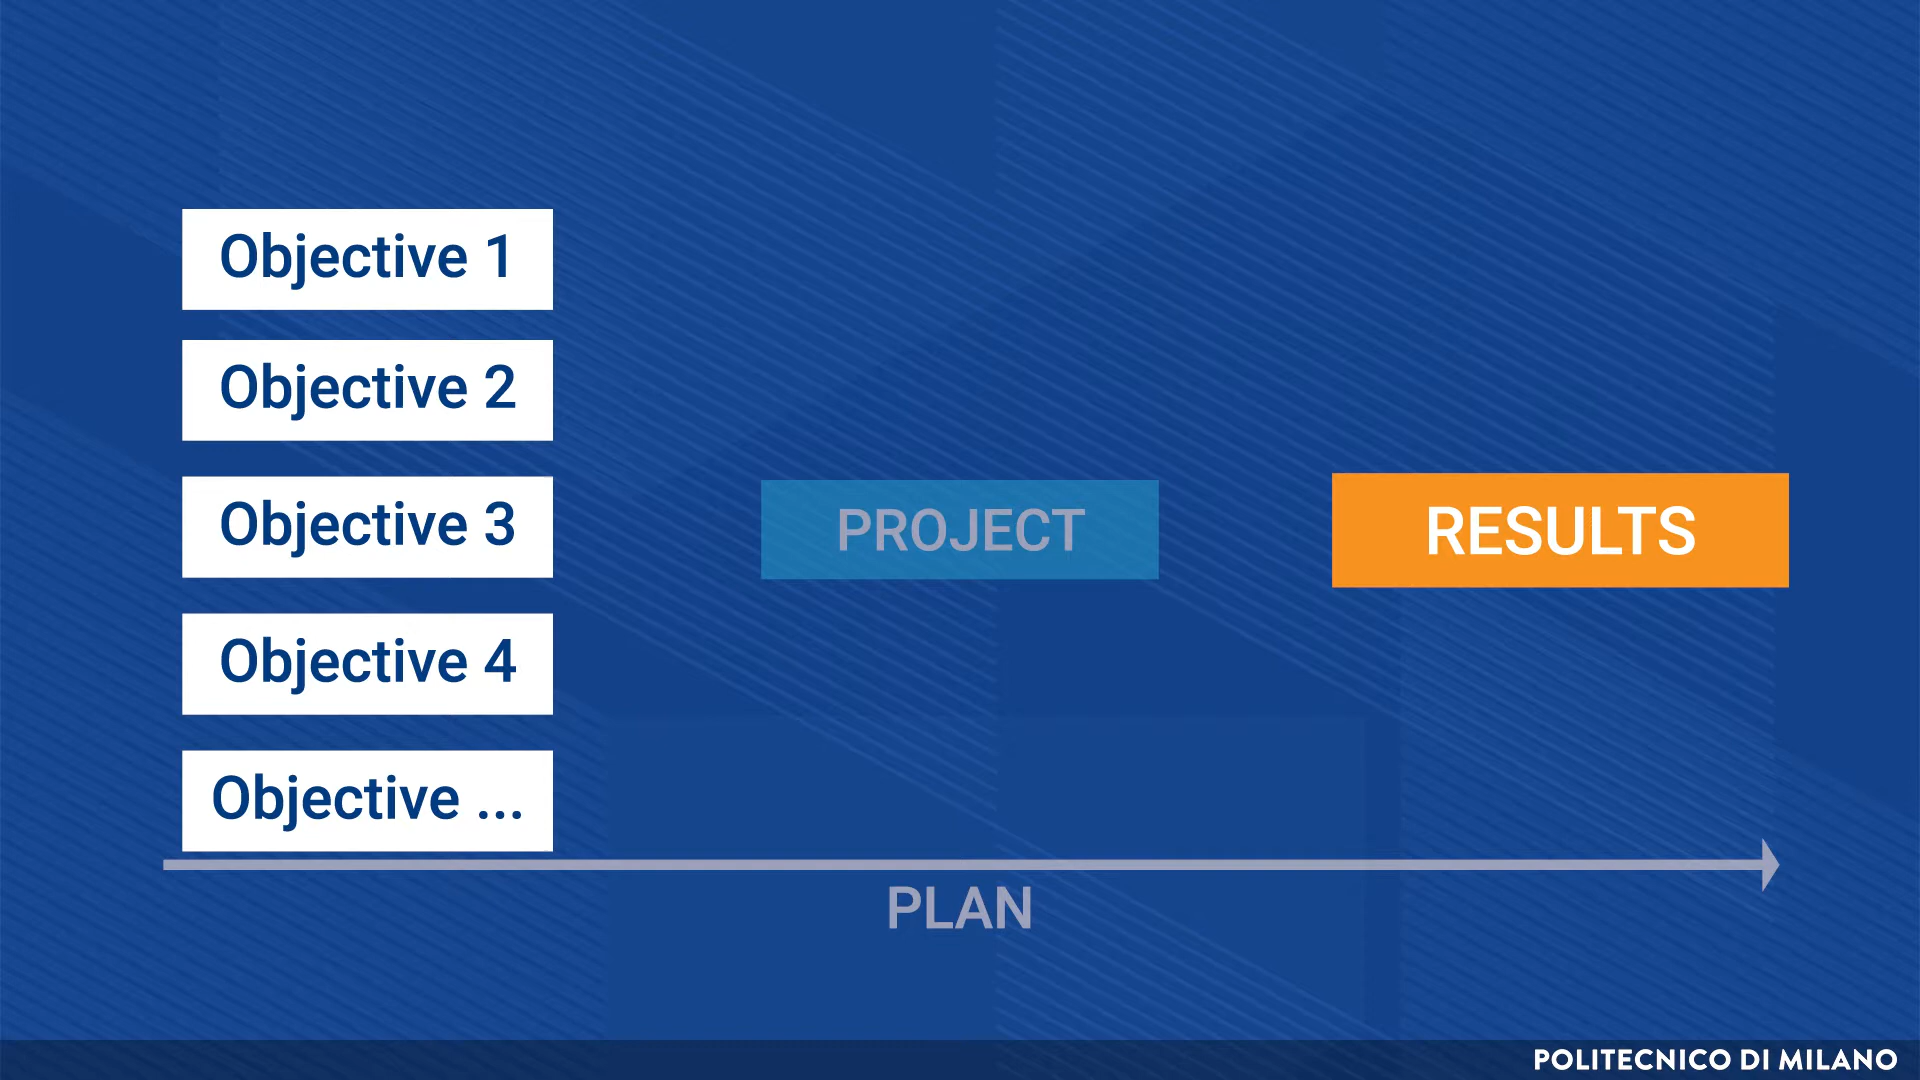 Objective 1
Objective 2
Objective 3
Objective 4
Objective ...
PROJECT
RESULTS
PLAN
POLITECNICO DI MILANO